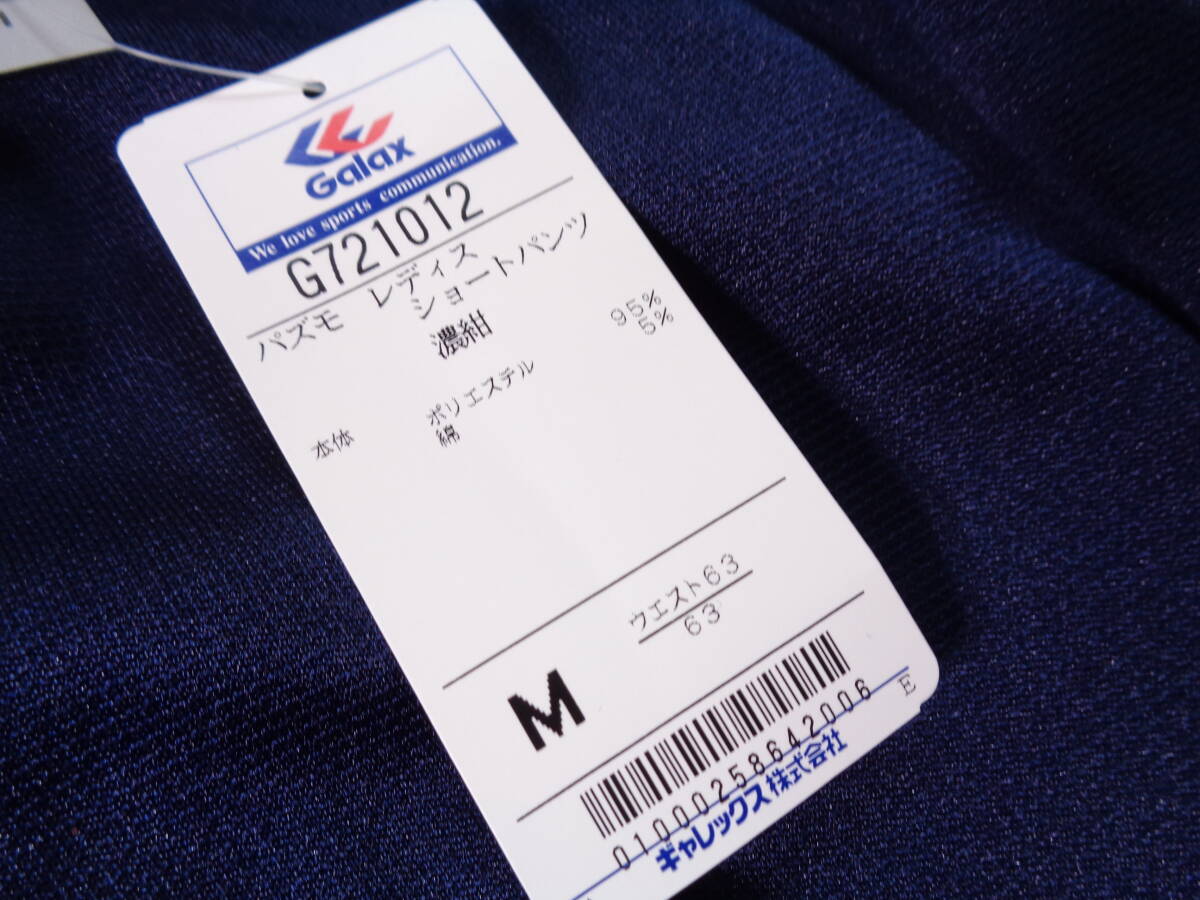 Galax
We love sports communication.
G721012
パズモ レディス
ショートパンツ
濃紺
本体 ポリエステル 95%
綿 5%
ウエスト63
63
M
E
01000258642006
ギャレックス株式会社